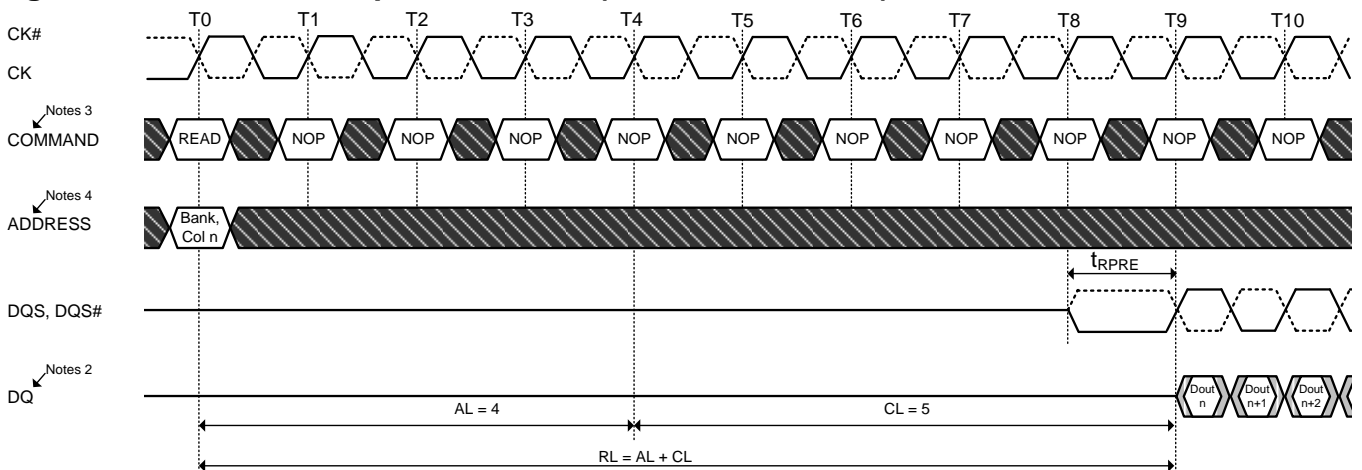 T0 T1 T2 T3 T4 T5 T6 T7 T8 T9 T10
CK#
CK
Notes 3
COMMAND
READ NOP NOP NOP NOP NOP NOP NOP NOP NOP NOP
Notes 4
ADDRESS
Bank,
Col n
tRPRE
DQS, DQS#
Notes 2
DQ
Dout
n
Dout
n+1
Dout
n+2
AL = 4
CL = 5
RL = AL + CL